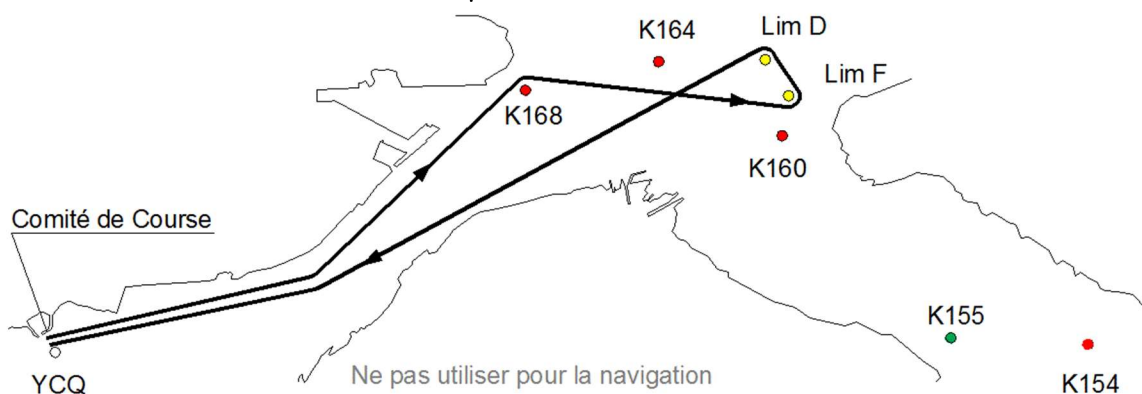 K164
Lim D
Lim F
K168
K160
Comité de Course
K155
YCQ
Ne pas utiliser pour la navigation
K154